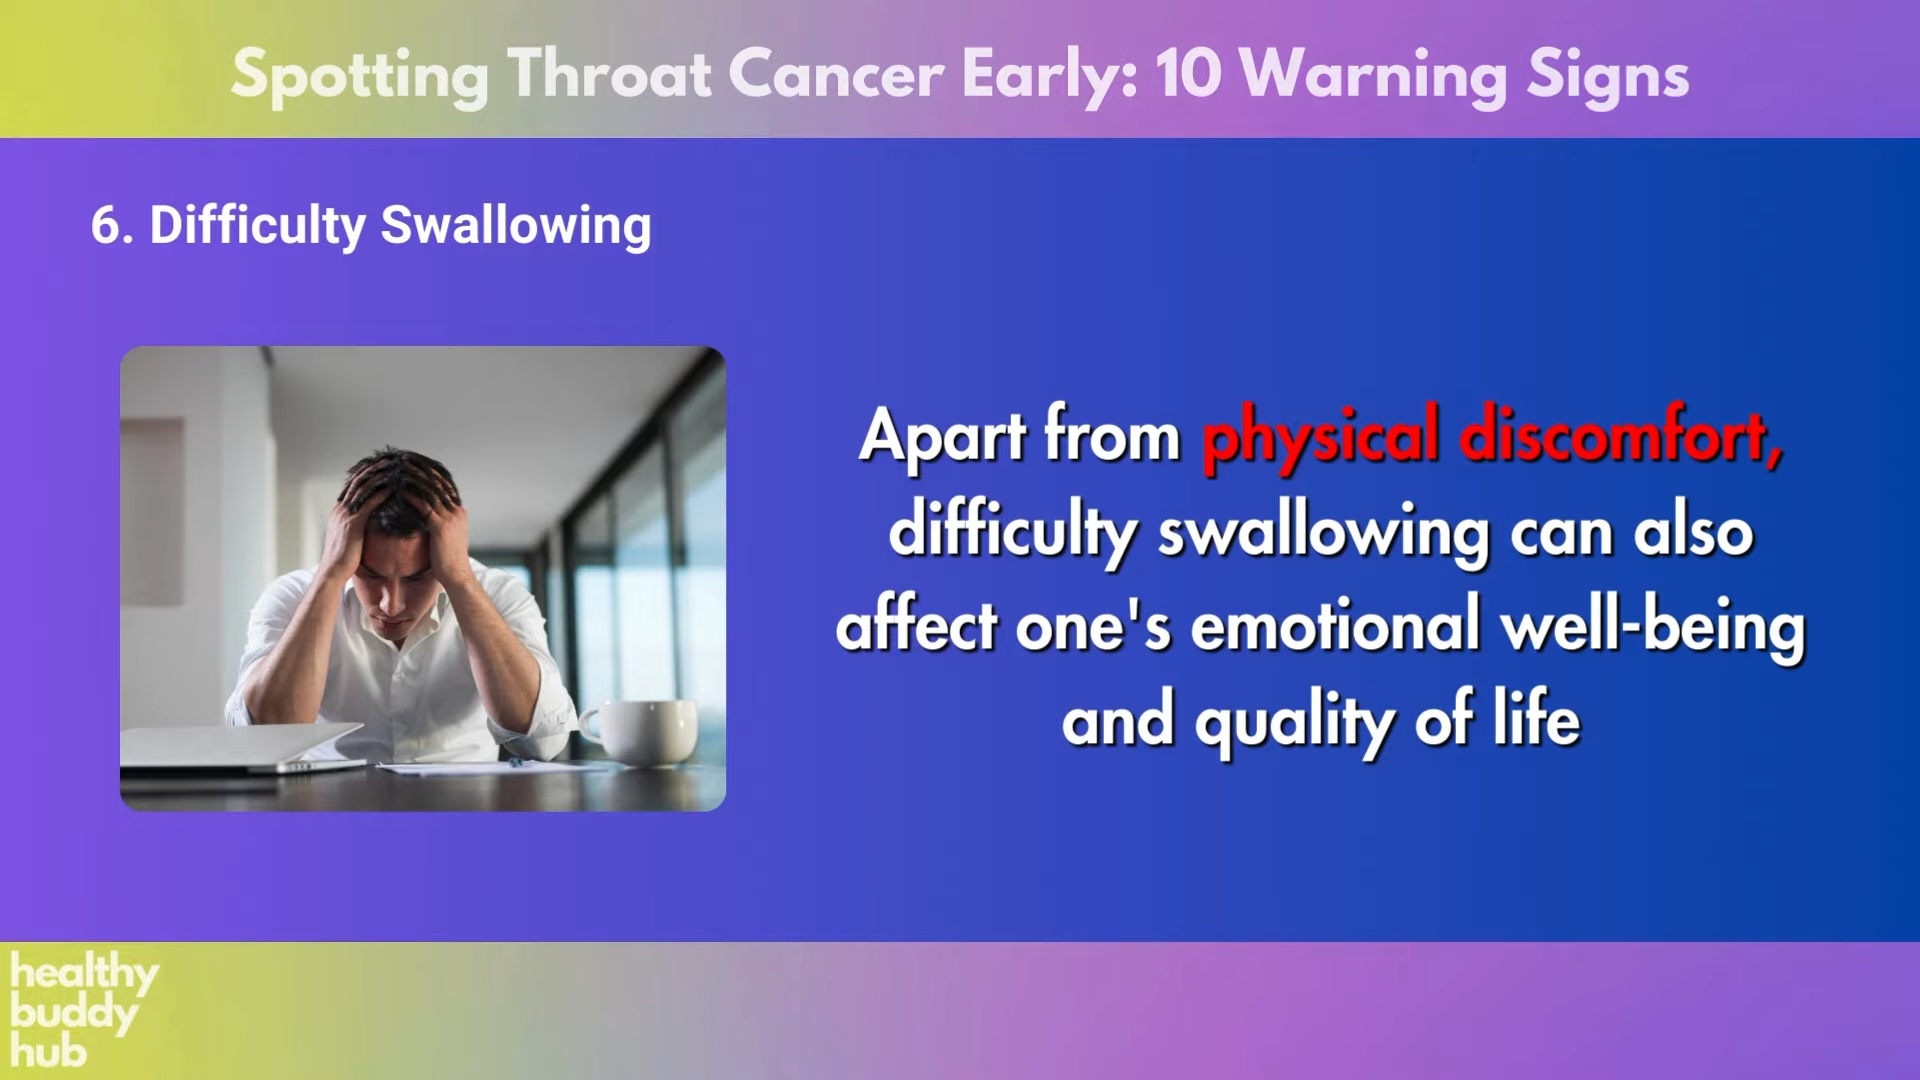 Spotting Throat Cancer Early: 10 Warning Signs
6. Difficulty Swallowing
Apart from physical discomfort,
difficulty swallowing can also
affect one's emotional well-being
and quality of life
healthy
buddy
hub